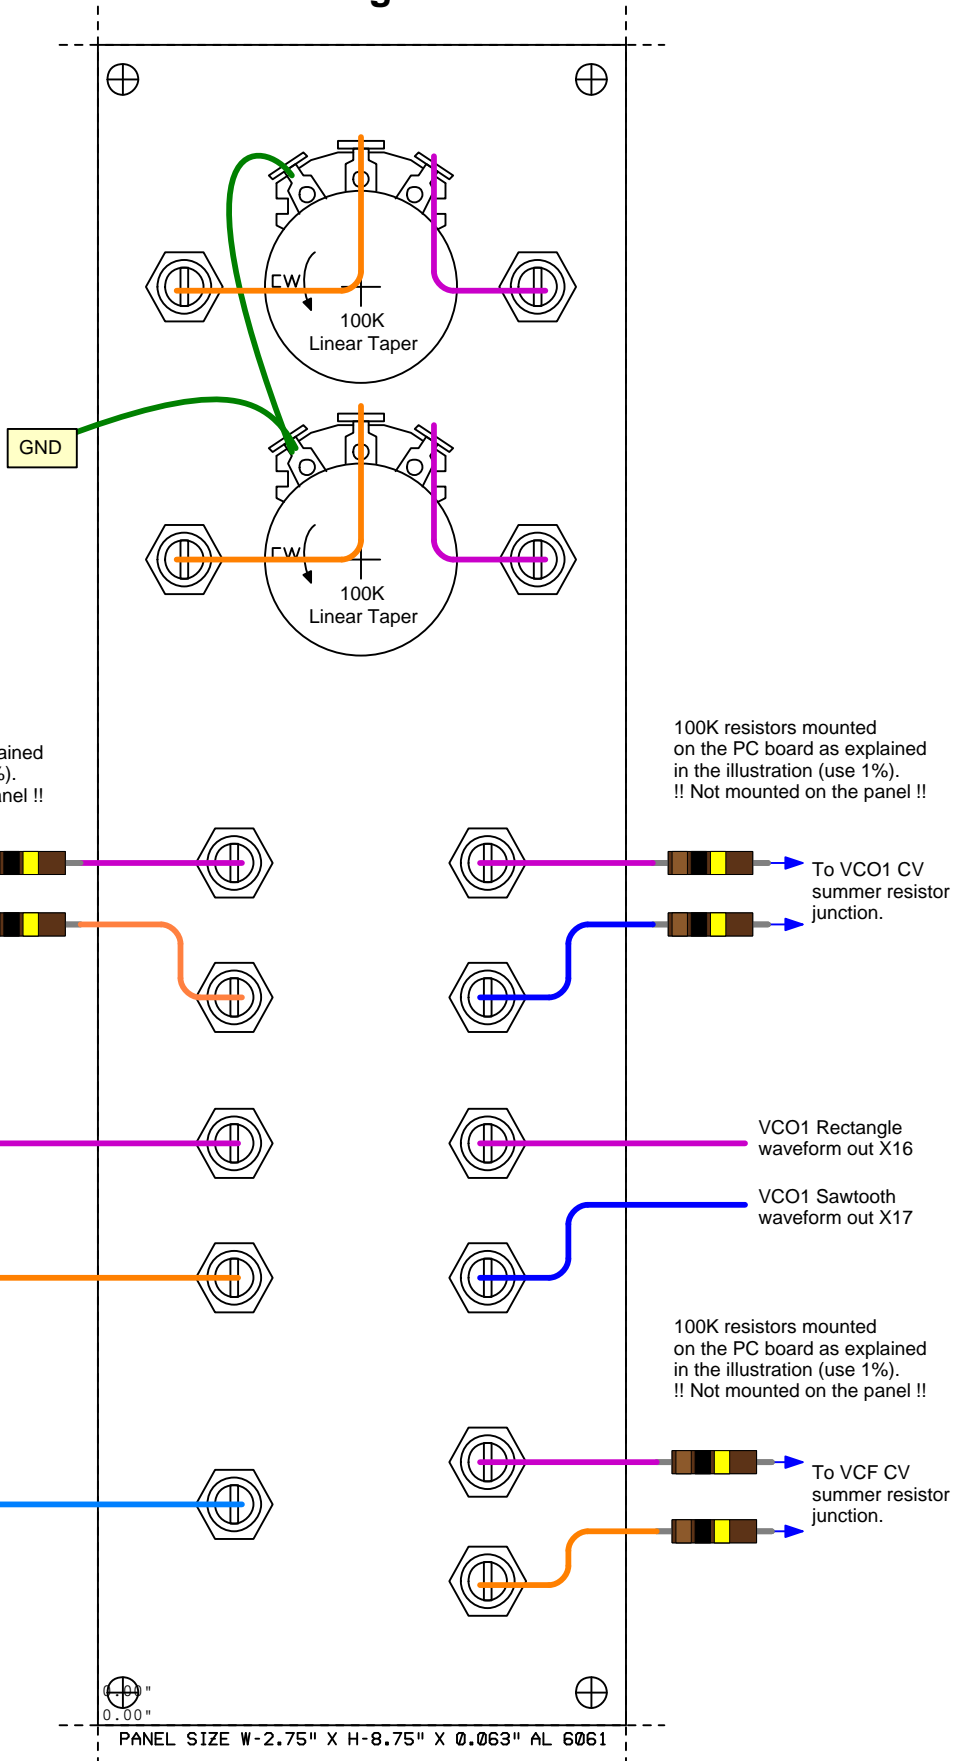 g
CW
100K
Linear Taper
GND
CW
100K
Linear Taper
100K resistors mounted
on the PC board as explained
in the illustration (use 1%).
!! Not mounted on the panel !!
ained
%).
anel !!
To VCO1 CV
summer resistor
junction.
VCO1 Rectangle
waveform out X16
VCO1 Sawtooth
waveform out X17
100K resistors mounted
on the PC board as explained
in the illustration (use 1%).
!! Not mounted on the panel !!
To VCF CV
summer resistor
junction.
0.00"
0.00"
PANEL SIZE W-2.75" X H-8.75" X 0.063" AL 6061